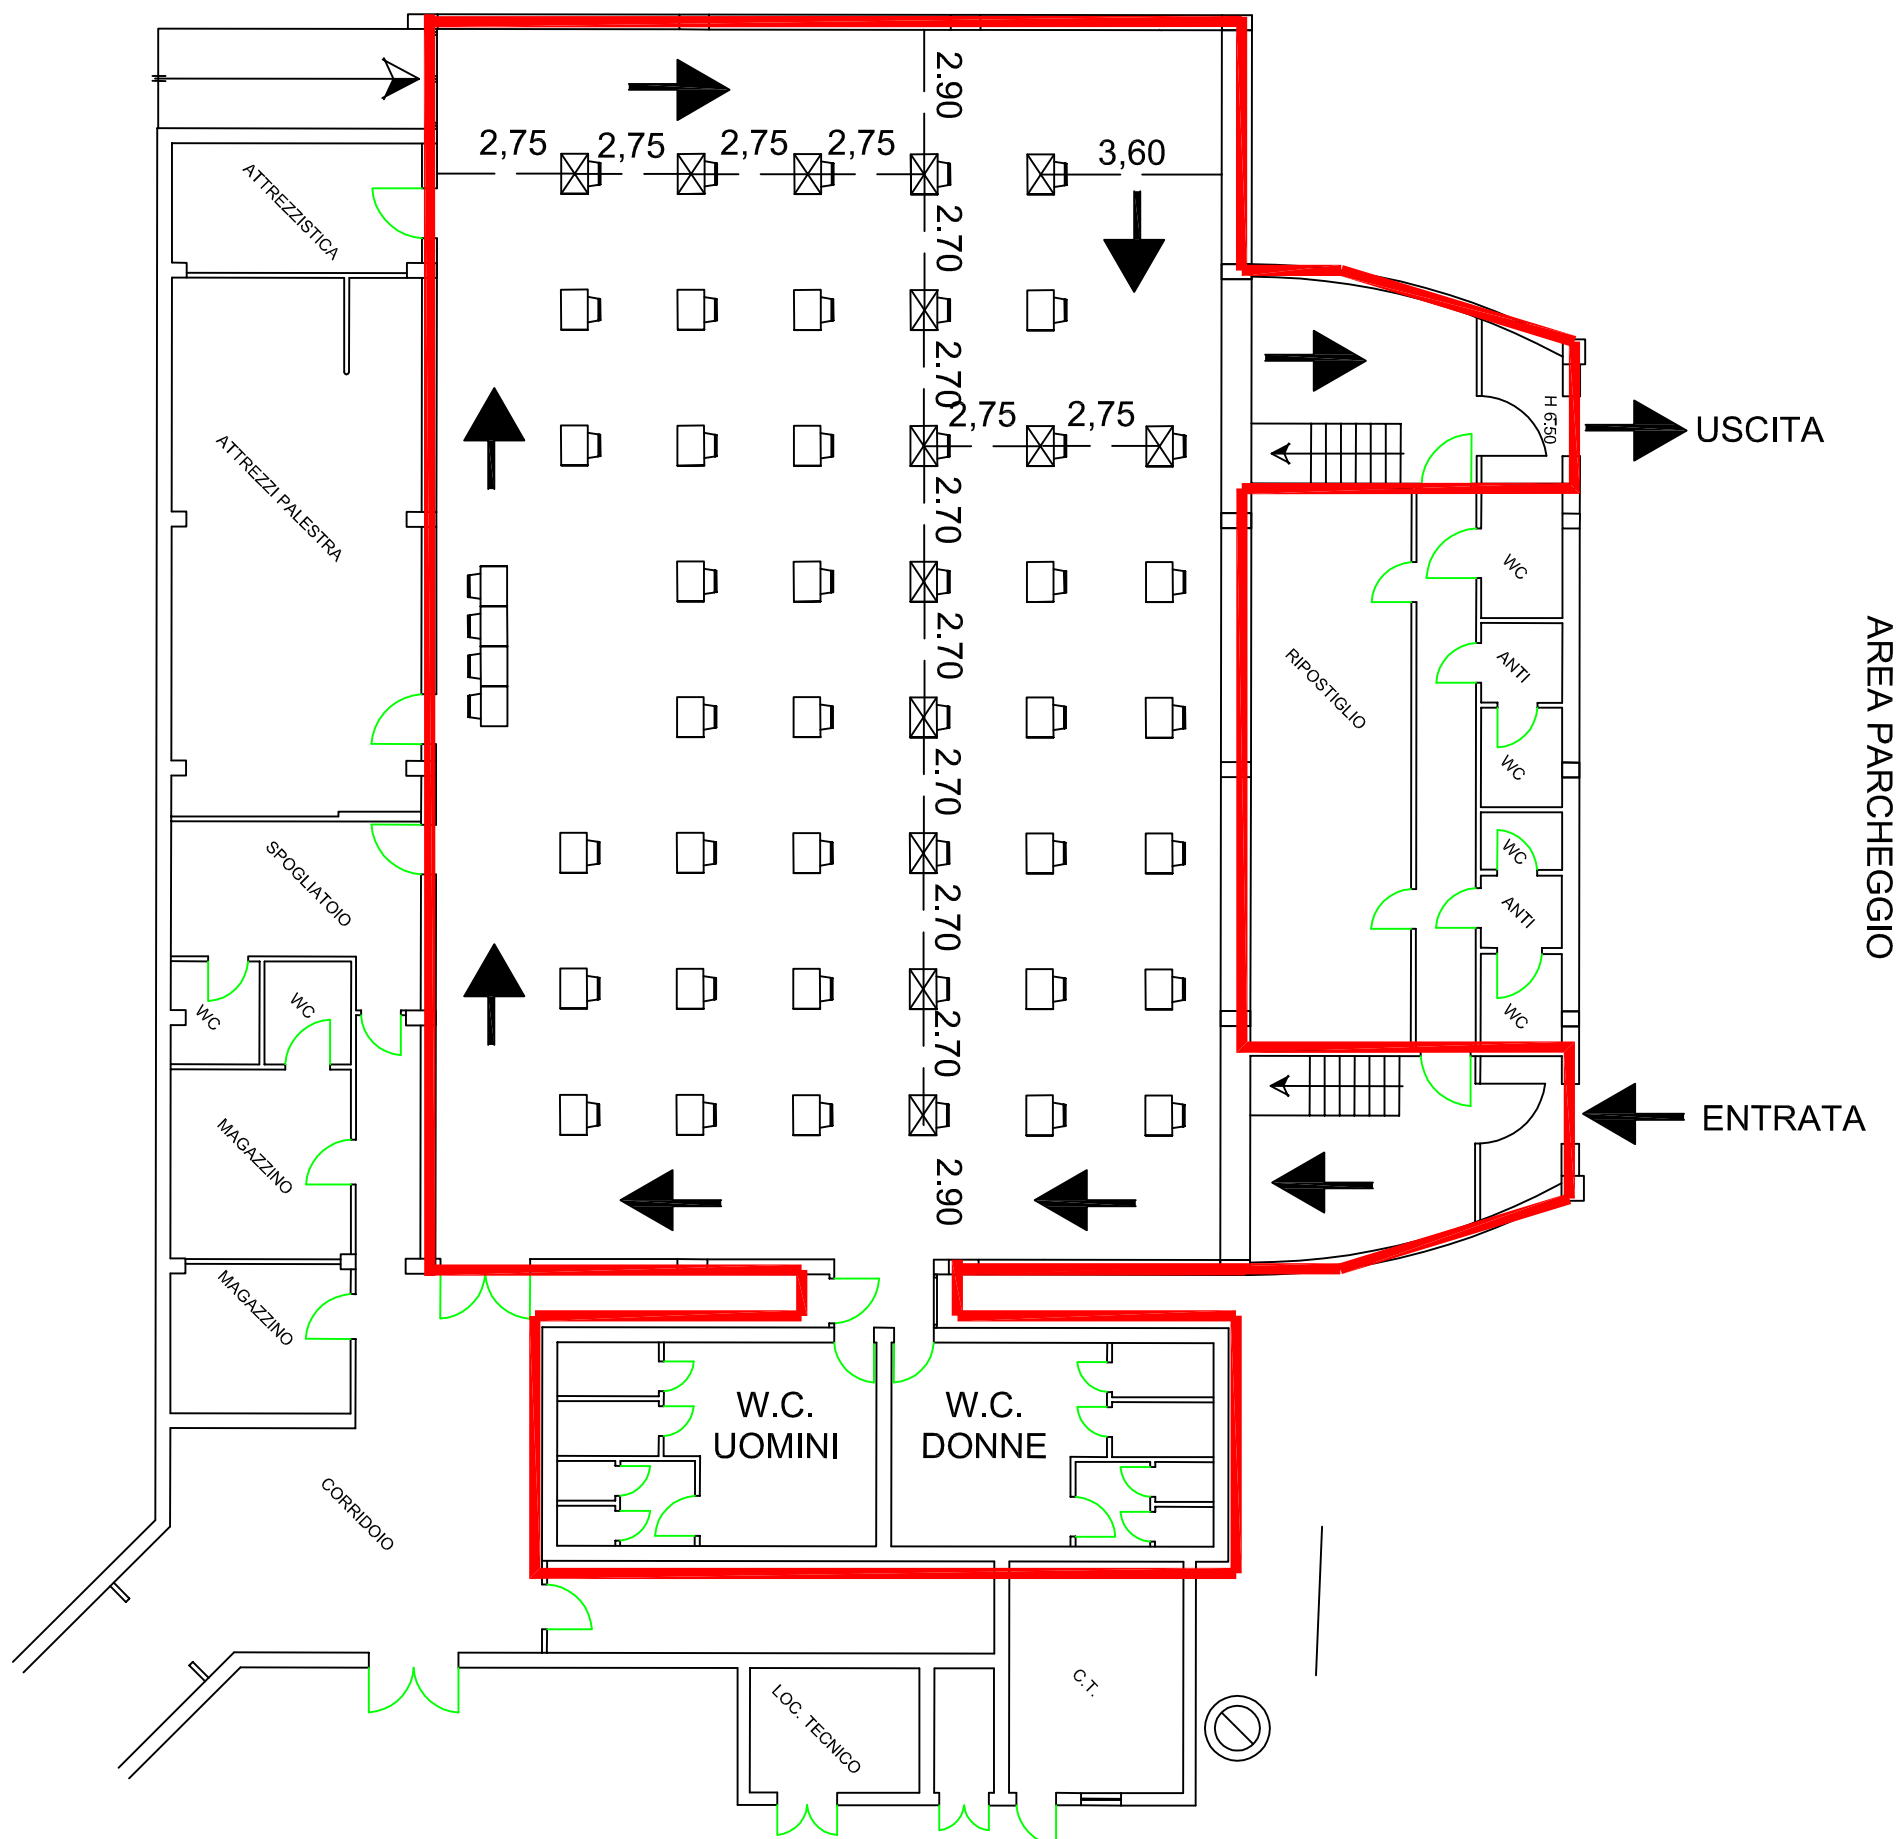 2.90
2,75
2,75
2,75
2,75
3,60
ATTREZZISTICA
2.70
2.70
2,75
2,75
H 6.50
USCITA
ATTREZZI PALESTRA
2.70
WC
AREA PARCHEGGIO
2.70
ANTI
RIPOSTIGLIO
2.70
WC
SPOGLIATOIO
WC
2.70
ANTI
WC
WC
2.70
WC
MAGAZZINO
ENTRATA
2.90
MAGAZZINO
W.C.
UOMINI
W.C.
DONNE
CORRIDOIO
LOC. TECNICO
C.T.